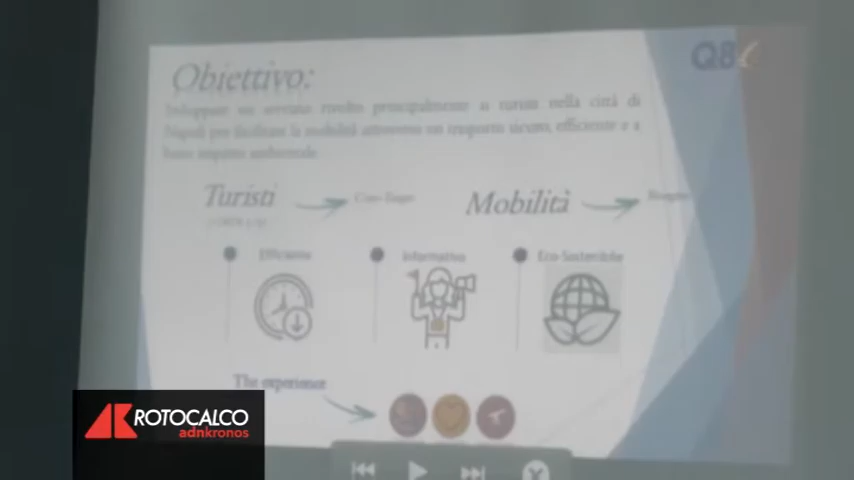 Q8
Obiettivo:
Sviluppare un servizio rivolto principalmente a turisti nella città di
Napoli per facilitare la mobilità attraverso un trasporto sicuro, efficiente e a
basso impatto ambientale
Turisti
Mobilità
Efficiente
Informativo
Eco-Sostenibile
The experience
ROTOCALCO
adnkronos